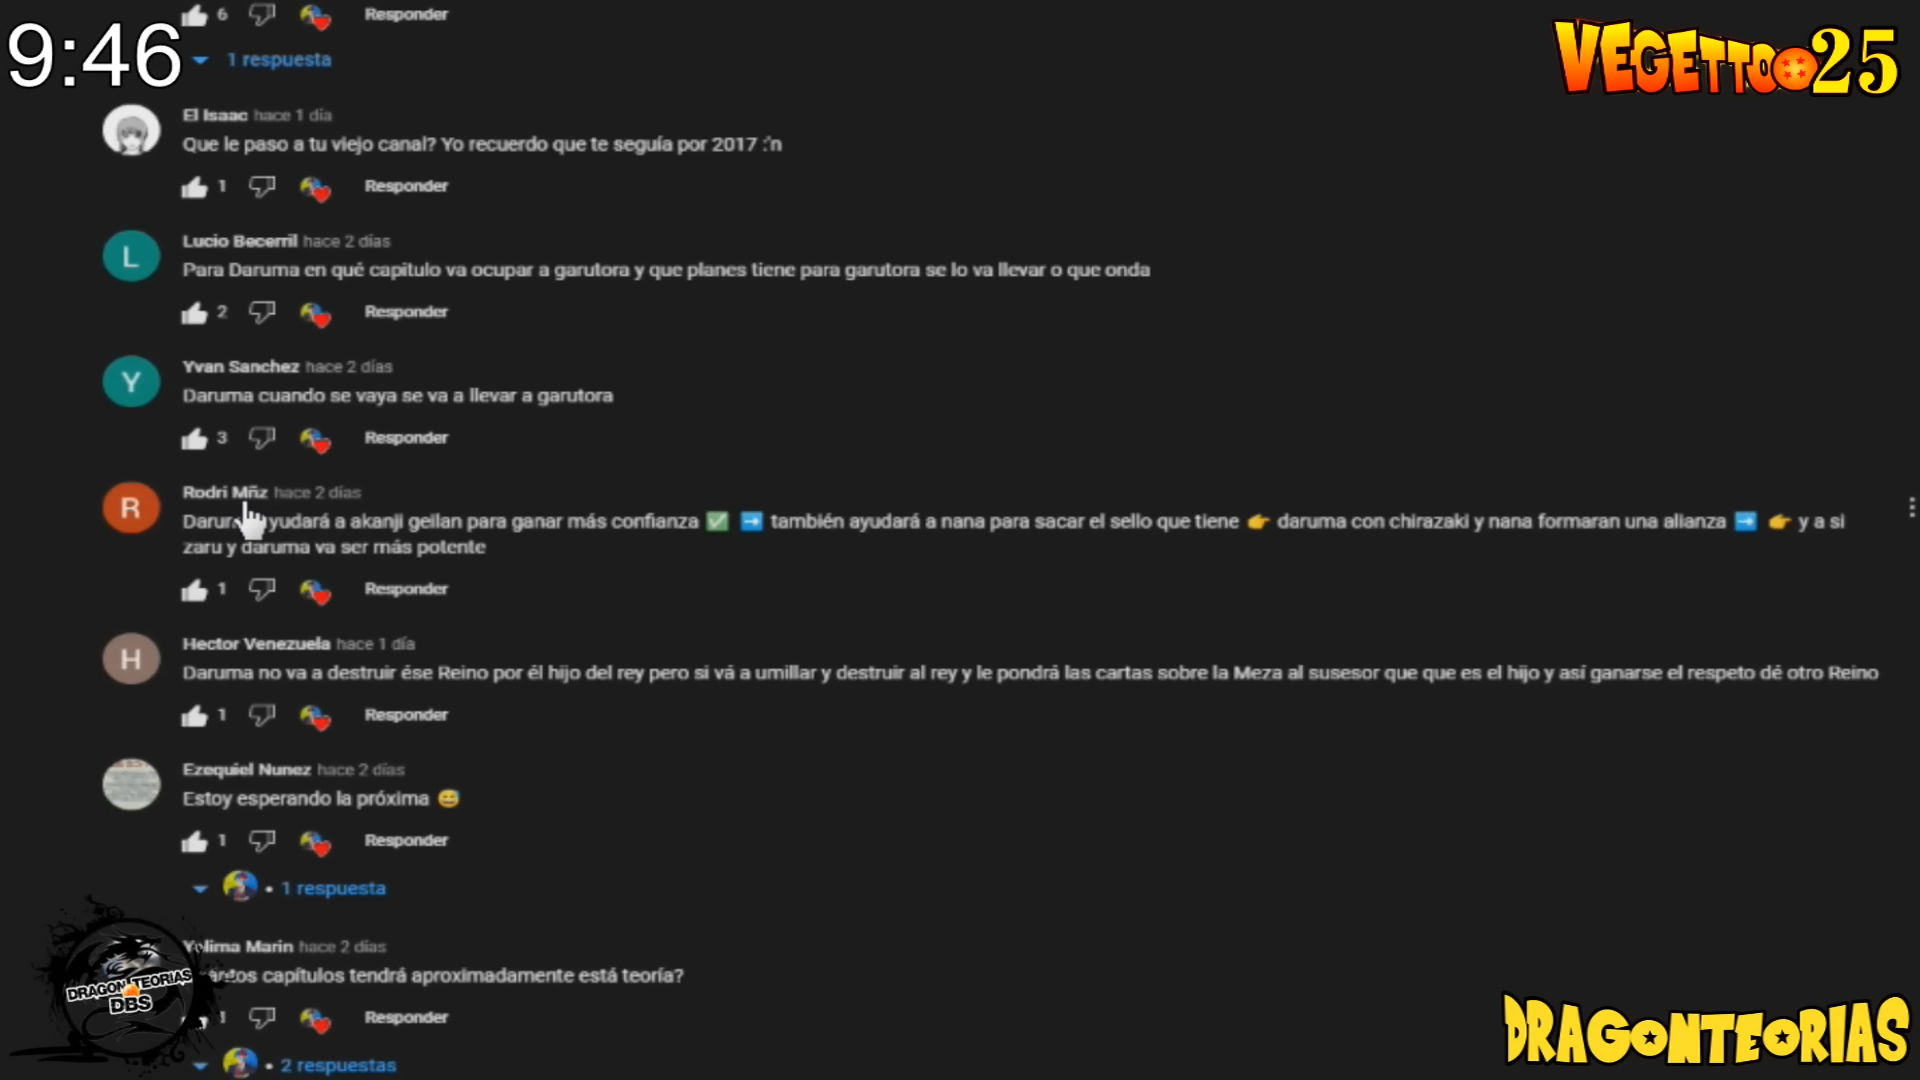 6 Responder
9:46
1 respuesta
VEGETTO 25
El Isaac hace 1 día
Que le paso a tu viejo canal? Yo recuerdo que te seguía por 2017 :'n
1 Responder
L
Lucio Becerril hace 2 días
Para Daruma en qué capitulo va ocupar a garutora y que planes tiene para garutora se lo va llevar o que onda
2 Responder
Y
Yvan Sanchez hace 2 días
Daruma cuando se vaya se va a llevar a garutora
3 Responder
R
Rodri Mñz hace 2 días
yudará a akanji geilan para ganar más confianza ✅ ➡️ también ayudará a nana para sacar el sello que tiene 👉 daruma con chirazaki y nana formaran una alianza ➡️ 👉 y a si
zaru y daruma va ser más potente
1 Responder
H
Hector Venezuela hace 1 día
Daruma no va a destruir ése Reino por él hijo del rey pero si vá a umillar y destruir al rey y le pondrá las cartas sobre la Meza al susesor que que es el hijo y así ganarse el respeto dé otro Reino
1 Responder
Ezequiel Nunez hace 2 días
Estoy esperando la próxima 😅
1 Responder
• 1 respuesta
Yelima Marin hace 2 días
capítulos tendrá aproximadamente está teoría?
1 Responder
• 2 respuestas
DRAGON TEORIAS
DBS
DRAGONTEORIAS